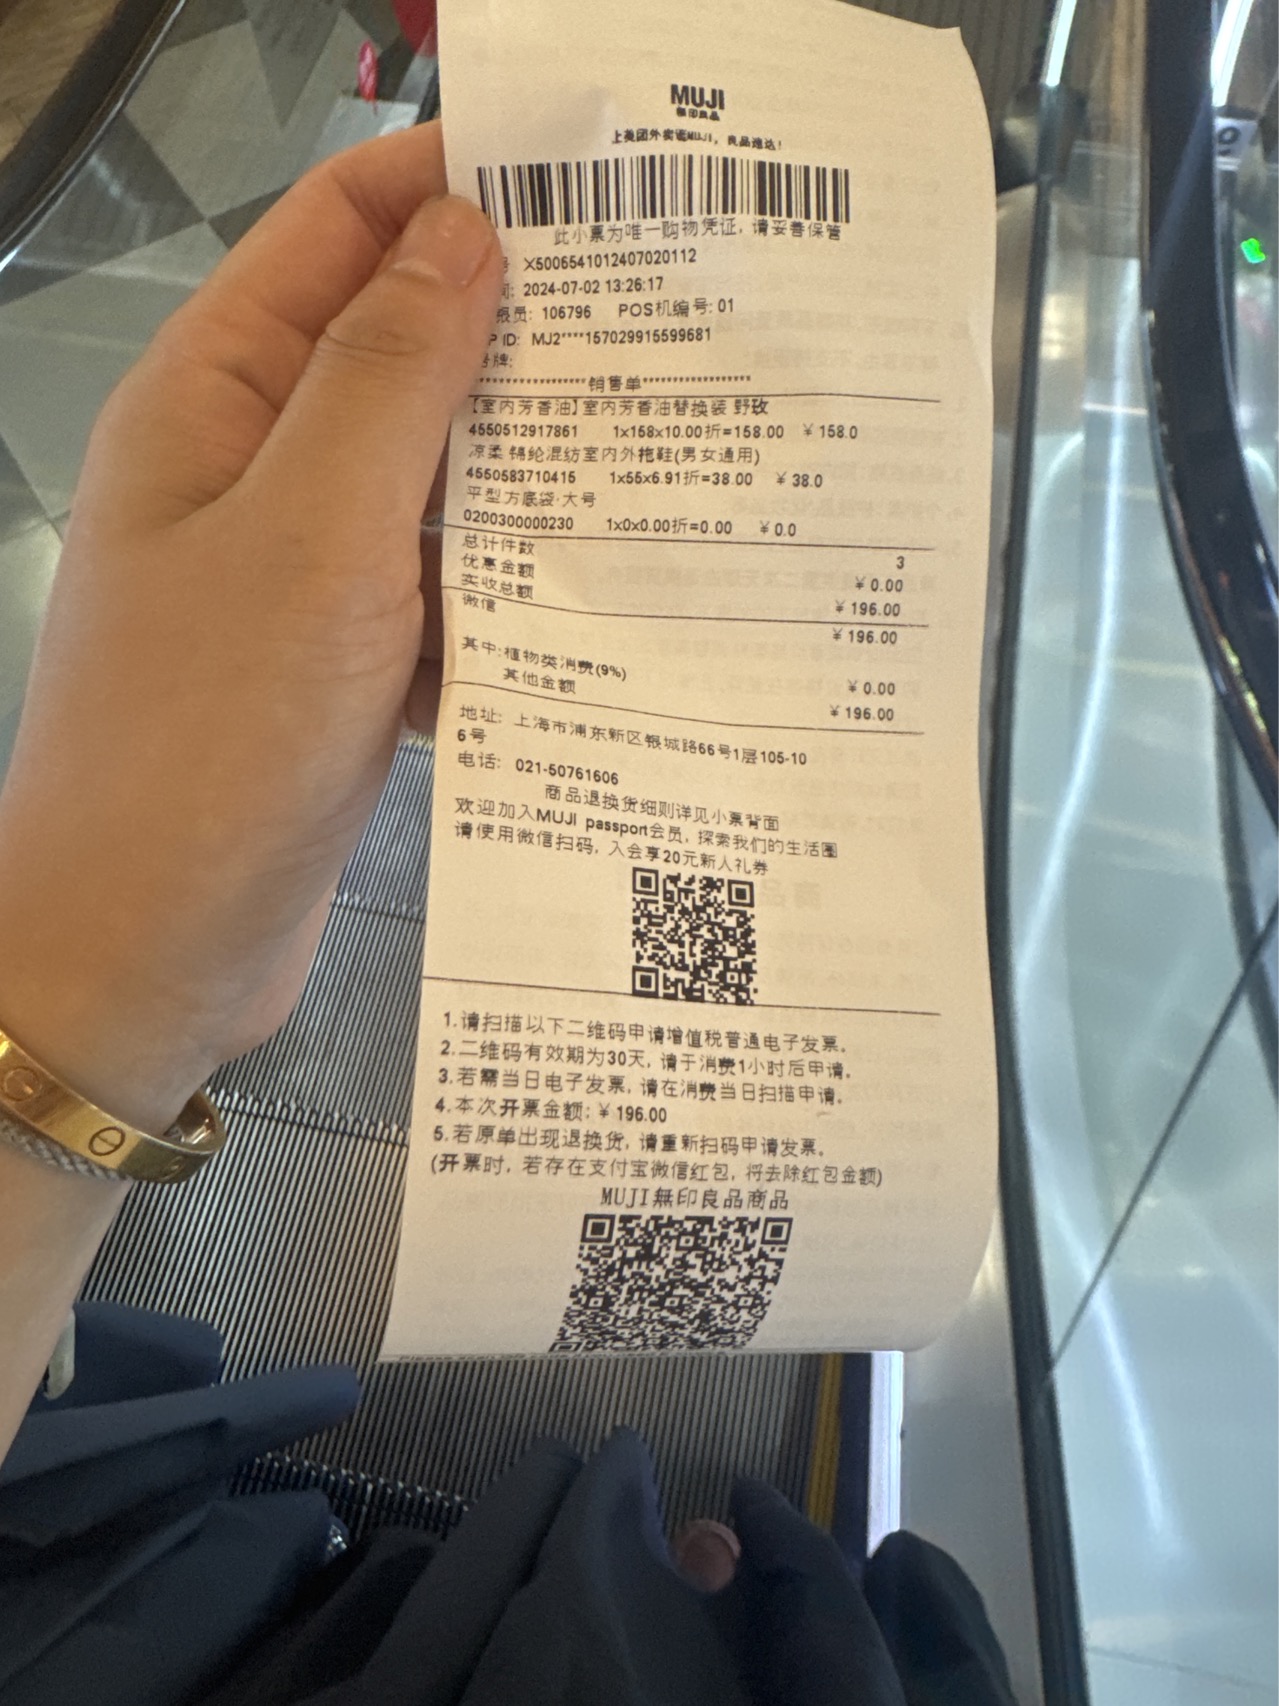 MUJI
無印良品
上美团外卖逛MUJI，良品速达！
此小票为唯一购物凭证，请妥善保管
号 X5006541012407020112
间: 2024-07-02 13:26:17
银员: 106796 POS机编号: 01
P ID: MJ2****157029915599681
号牌:
******************销售单******************
【室内芳香油】室内芳香油替换装 野玫
4550512917861 1x158x10.00折=158.00 ￥158.0
凉柔 锦纶混纺室内外拖鞋(男女通用)
4550583710415 1x55x6.91折=38.00 ￥38.0
平型方底袋·大号
0200300000230 1x0x0.00折=0.00 ￥0.0
总计件数 3
优惠金额 ￥0.00
实收总额 ￥196.00
微信 ￥196.00
其中:植物类消费(9%) ￥0.00
其他金额 ￥196.00
地址: 上海市浦东新区银城路66号1层105-10
6号
电话: 021-50761606
商品退换货细则详见小票背面
欢迎加入MUJI passport会员, 探索我们的生活圈
请使用微信扫码, 入会享20元新人礼券
1.请扫描以下二维码申请增值税普通电子发票。
2.二维码有效期为30天, 请于消费1小时后申请。
3.若需当日电子发票, 请在消费当日扫描申请。
4.本次开票金额: ￥196.00
5.若原单出现退换货, 请重新扫码申请发票。
(开票时, 若存在支付宝微信红包, 将去除红包金额)
MUJI無印良品商品